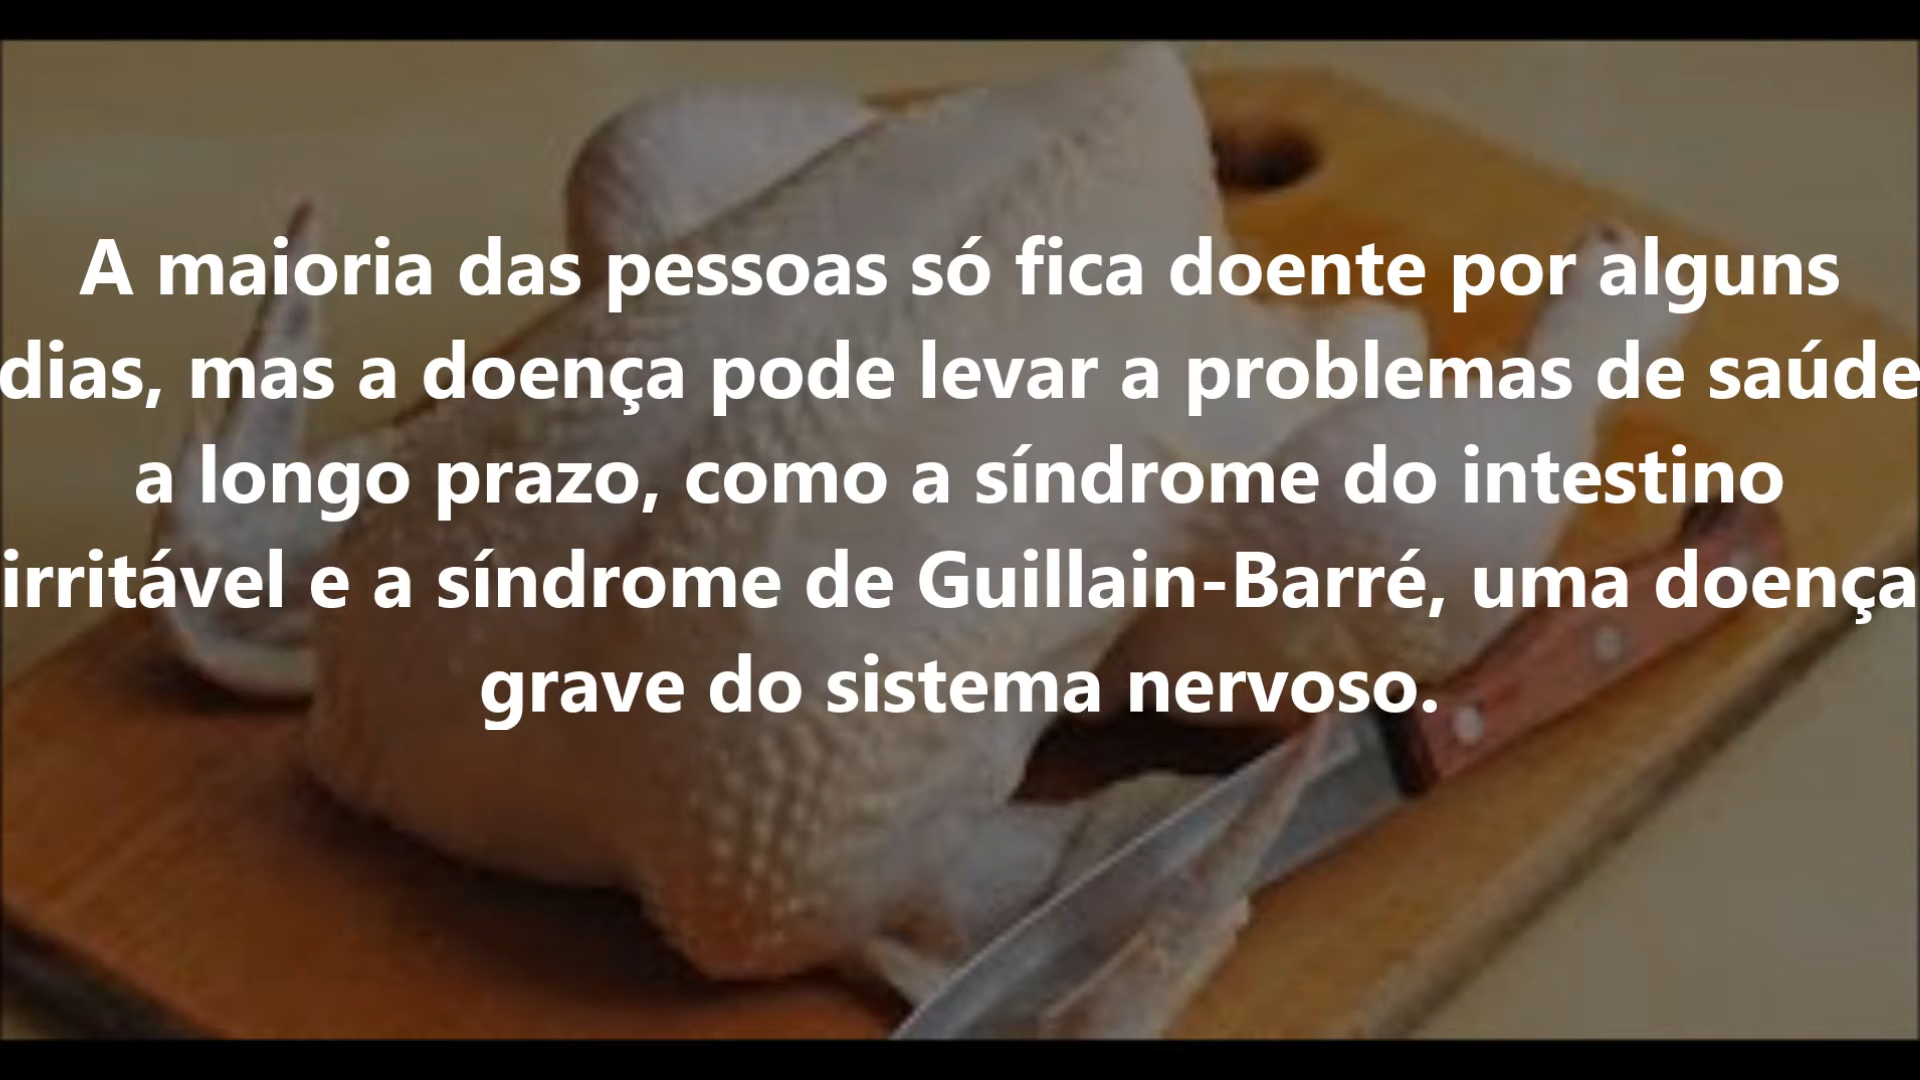 A maioria das pessoas só fica doente por alguns
dias, mas a doença pode levar a problemas de saúde
a longo prazo, como a síndrome do intestino
irritável e a síndrome de Guillain-Barré, uma doença
grave do sistema nervoso.